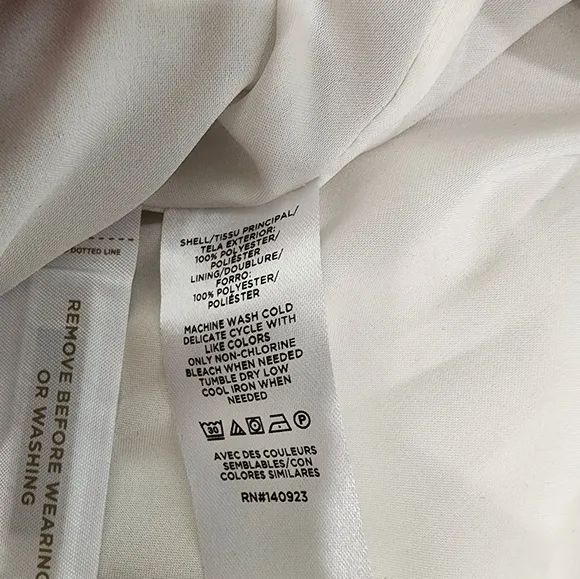 SHELL/TISSU PRINCIPAL/
TELA EXTERIOR:
100% POLYESTER/
POLIÉSTER
LINING/DOUBLURE/
FORRO:
100% POLYESTER/
POLIÉSTER
MACHINE WASH COLD
DELICATE CYCLE WITH
LIKE COLORS
ONLY NON-CHLORINE
BLEACH WHEN NEEDED
TUMBLE DRY LOW
COOL IRON WHEN
NEEDED
30 P
AVEC DES COULEURS
SEMBLABLES/CON
COLORES SIMILARES
RN#140923
DOTTED LINE
REMOVE BEFORE WEARING
OR WASHING